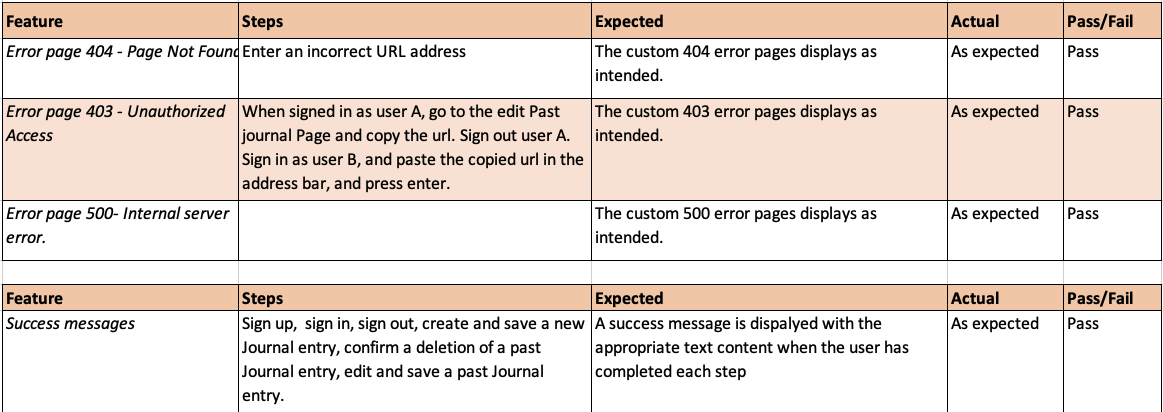 Feature Steps Expected Actual Pass/Fail
Error page 404 - Page Not Found Enter an incorrect URL address The custom 404 error pages displays as As expected Pass
intended.
Error page 403 - Unauthorized When signed in as user A, go to the edit Past The custom 403 error pages displays as As expected Pass
Access journal Page and copy the url. Sign out user A. intended.
Sign in as user B, and paste the copied url in the
address bar, and press enter.
Error page 500- Internal server The custom 500 error pages displays as As expected Pass
error. intended.
Feature Steps Expected Actual Pass/Fail
Success messages Sign up,  sign in, sign out, create and save a new A success message is dispalyed with the As expected Pass
Journal entry, confirm a deletion of a past appropriate text content when the user has
Journal entry, edit and save a past Journal completed each step
entry.